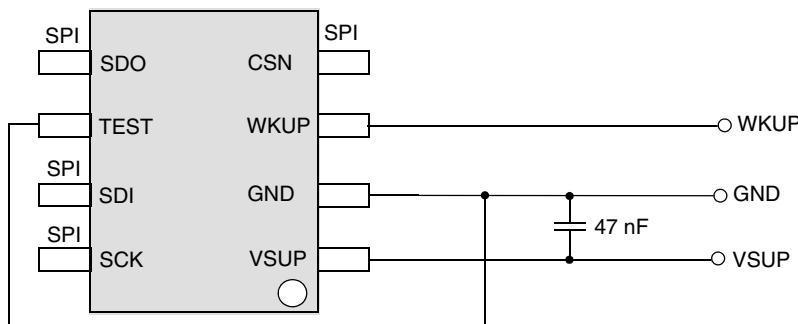 SPI SPI
SDO CSN
TEST WKUP WKUP
SPI
SDI GND GND
47 nF
SPI
SCK VSUP VSUP